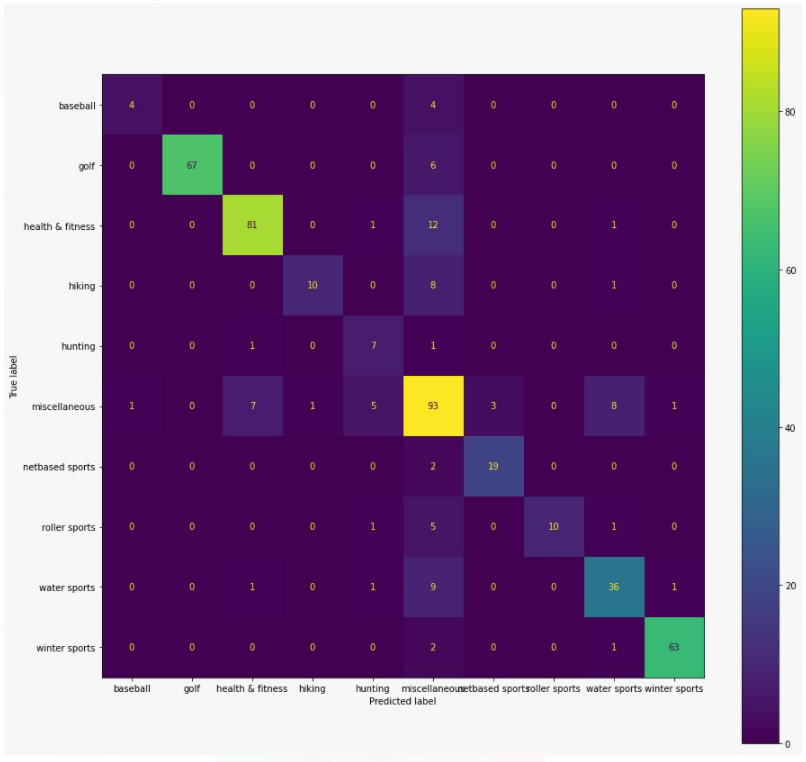 baseball 4 0 0 0 0 4 0 0 0 0
golf 0 67 0 0 0 6 0 0 0 0
80
health & fitness 0 0 81 0 1 12 0 0 1 0
hiking 0 0 0 10 0 8 0 0 1 0
60
hunting 0 0 1 0 7 1 0 0 0 0
True label
miscellaneous 1 0 7 1 5 93 3 0 8 1
40
netbased sports 0 0 0 0 0 2 19 0 0 0
roller sports 0 0 0 0 1 5 0 10 1 0
20
water sports 0 0 1 0 1 9 0 0 36 1
winter sports 0 0 0 0 0 2 0 0 1 63
baseball golf health & fitness hiking hunting miscellaneous netbased sports roller sports water sports winter sports
Predicted label
0